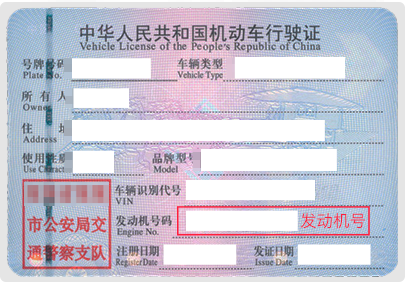 中华人民共和国机动车行驶证
Vehicle License of the People's Republic of China
号牌号码 车辆类型
Plate No. Vehicle Type
所有人
Owner
住 址
Address
使用性质 品牌型号
Use Character Model
车辆识别代号
VIN
市公安局交
通警察支队
发动机号码 发动机号
Engine No.
注册日期 发证日期
Register Date Issue Date